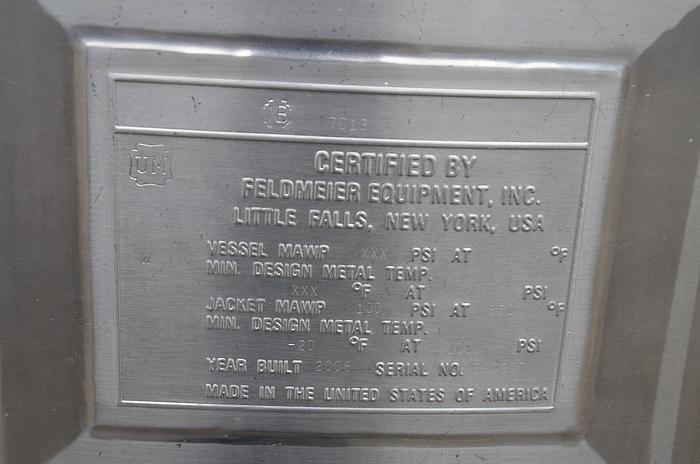 NB 7013
UM
CERTIFIED BY
FELDMEIER EQUIPMENT, INC.
LITTLE FALLS, NEW YORK, USA
VESSEL MAWP XXX PSI AT °F
W MIN. DESIGN METAL TEMP.
XXX °F AT PSI
JACKET MAWP 100 PSI AT °F
MIN. DESIGN METAL TEMP.
-20 °F AT PSI
YEAR BUILT 2008 SERIAL NO.
MADE IN THE UNITED STATES OF AMERICA